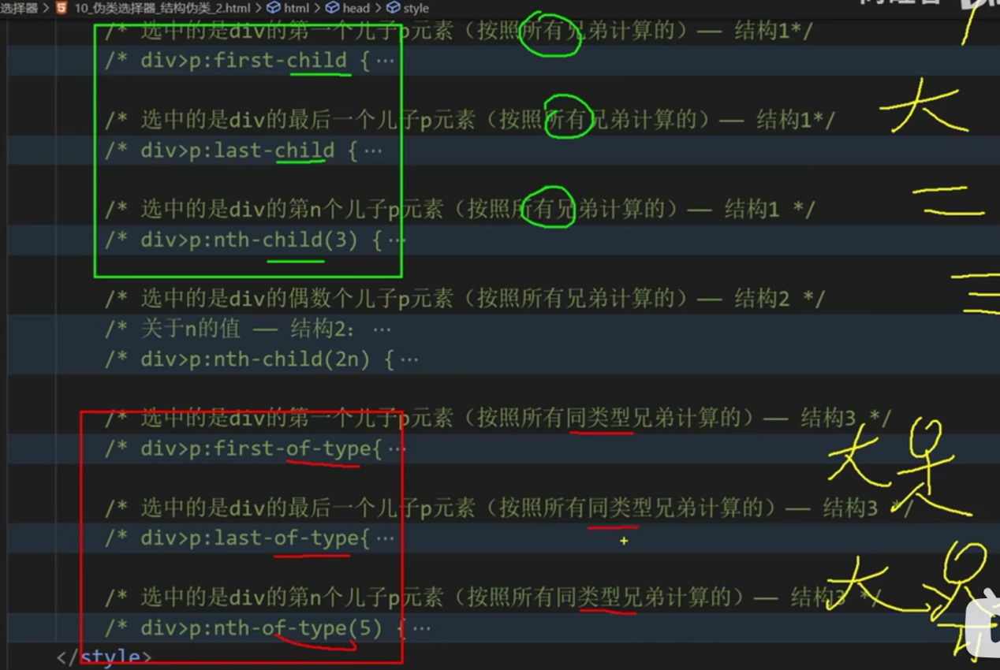 选择器 > 10_伪类选择器_结构伪类_2.html > html > head > style
/* 选中的是div的第一个儿子p元素（按照所有兄弟计算的）—— 结构1*/
/* div>p:first-child {…
/* 选中的是div的最后一个儿子p元素（按照所有兄弟计算的）—— 结构1*/
/* div>p:last-child {…
/* 选中的是div的第n个儿子p元素（按照所有兄弟计算的）—— 结构1 */
/* div>p:nth-child(3) {…
/* 选中的是div的偶数个儿子p元素（按照所有兄弟计算的）—— 结构2 */
/* 关于n的值 —— 结构2： …
/* div>p:nth-child(2n) {…
/* 选中的是div的第一个儿子p元素（按照所有同类型兄弟计算的）—— 结构3 */
/* div>p:first-of-type{…
/* 选中的是div的最后一个儿子p元素（按照所有同类型兄弟计算的）—— 结构3 */
/* div>p:last-of-type{…
/* 选中的是div的第n个儿子p元素（按照所有同类型兄弟计算的）—— 结构3 */
/* div>p:nth-of-type(5) {…
</style>
大
二
三
大
大